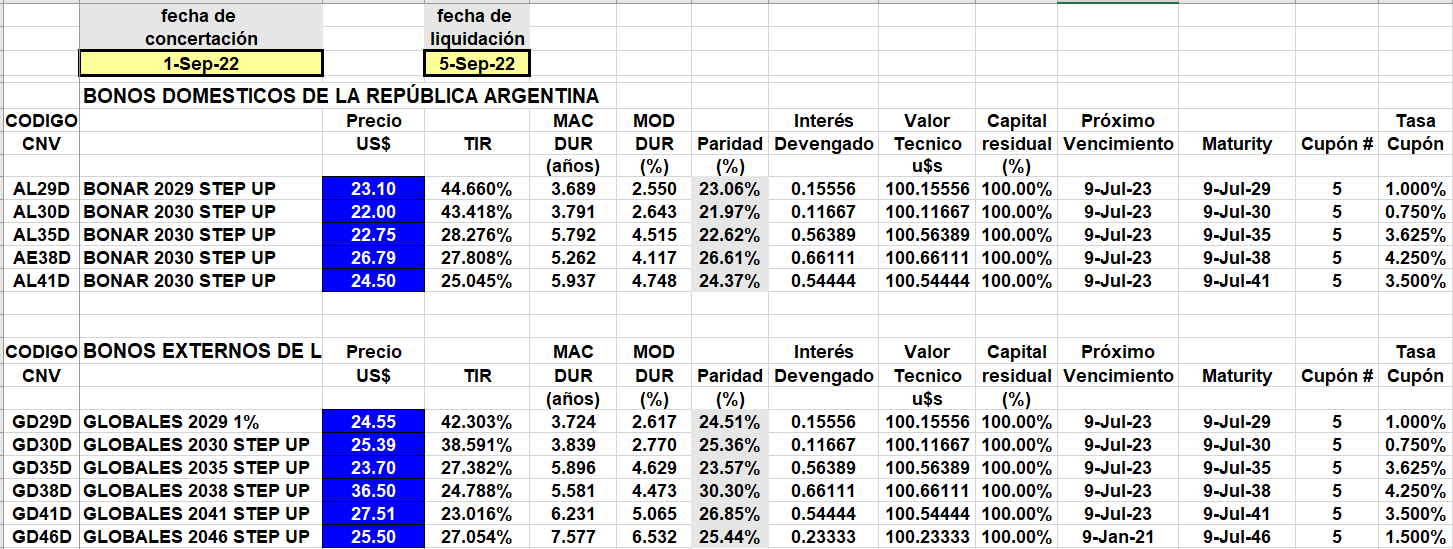 fecha de fecha de
concertación liquidación
1-Sep-22 5-Sep-22
BONOS DOMESTICOS DE LA REPÚBLICA ARGENTINA
CODIGO Precio MAC MOD Interés Valor Capital Próximo Tasa
CNV US$ TIR DUR DUR Paridad Devengado Tecnico residual Vencimiento Maturity Cupón # Cupón
(años) (%) (%) u$s (%)
AL29D BONAR 2029 STEP UP 23.10 44.660% 3.689 2.550 23.06% 0.15556 100.15556 100.00% 9-Jul-23 9-Jul-29 5 1.000%
AL30D BONAR 2030 STEP UP 22.00 43.418% 3.791 2.643 21.97% 0.11667 100.11667 100.00% 9-Jul-23 9-Jul-30 5 0.750%
AL35D BONAR 2030 STEP UP 22.75 28.276% 5.792 4.515 22.62% 0.56389 100.56389 100.00% 9-Jul-23 9-Jul-35 5 3.625%
AE38D BONAR 2030 STEP UP 26.79 27.808% 5.262 4.117 26.61% 0.66111 100.66111 100.00% 9-Jul-23 9-Jul-38 5 4.250%
AL41D BONAR 2030 STEP UP 24.50 25.045% 5.937 4.748 24.37% 0.54444 100.54444 100.00% 9-Jul-23 9-Jul-41 5 3.500%
CODIGO BONOS EXTERNOS DE L Precio MAC MOD Interés Valor Capital Próximo Tasa
CNV US$ TIR DUR DUR Paridad Devengado Tecnico residual Vencimiento Maturity Cupón # Cupón
(años) (%) (%) u$s (%)
GD29D GLOBALES 2029 1% 24.55 42.303% 3.724 2.617 24.51% 0.15556 100.15556 100.00% 9-Jul-23 9-Jul-29 5 1.000%
GD30D GLOBALES 2030 STEP UP 25.39 38.591% 3.839 2.770 25.36% 0.11667 100.11667 100.00% 9-Jul-23 9-Jul-30 5 0.750%
GD35D GLOBALES 2035 STEP UP 23.70 27.382% 5.896 4.629 23.57% 0.56389 100.56389 100.00% 9-Jul-23 9-Jul-35 5 3.625%
GD38D GLOBALES 2038 STEP UP 36.50 24.788% 5.581 4.473 30.30% 0.66111 100.66111 100.00% 9-Jul-23 9-Jul-38 5 4.250%
GD41D GLOBALES 2041 STEP UP 27.51 23.016% 6.231 5.065 26.85% 0.54444 100.54444 100.00% 9-Jul-23 9-Jul-41 5 3.500%
GD46D GLOBALES 2046 STEP UP 25.50 27.054% 7.577 6.532 25.44% 0.23333 100.23333 100.00% 9-Jan-21 9-Jul-46 5 1.500%